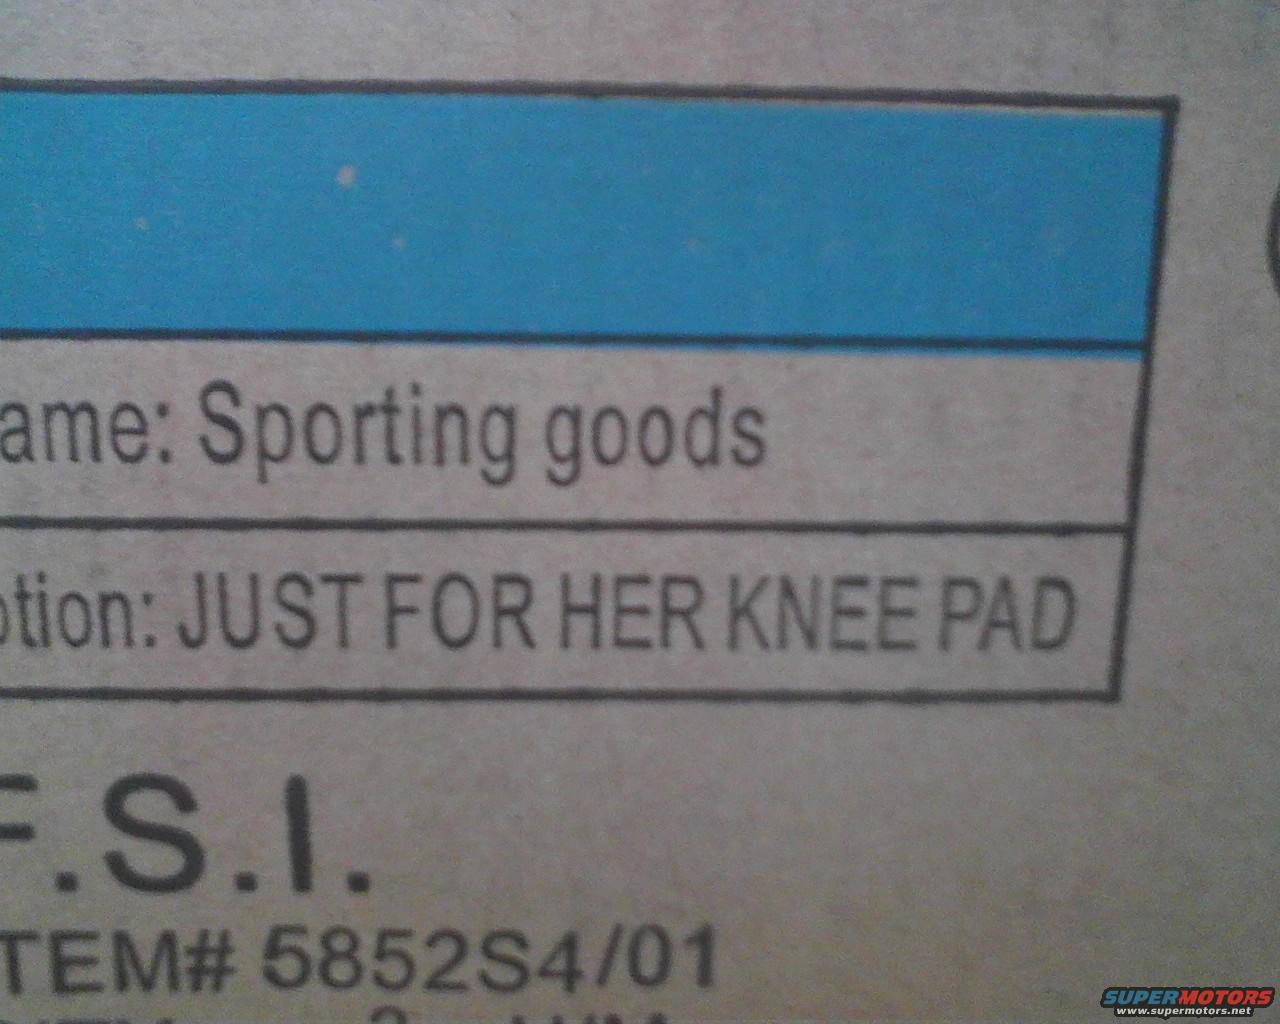 ame: Sporting goods
otion: JUST FOR HER KNEE PAD
F.S.I.
TEM# 5852S4/01
SUPERMOTORS
www.supermotors.net